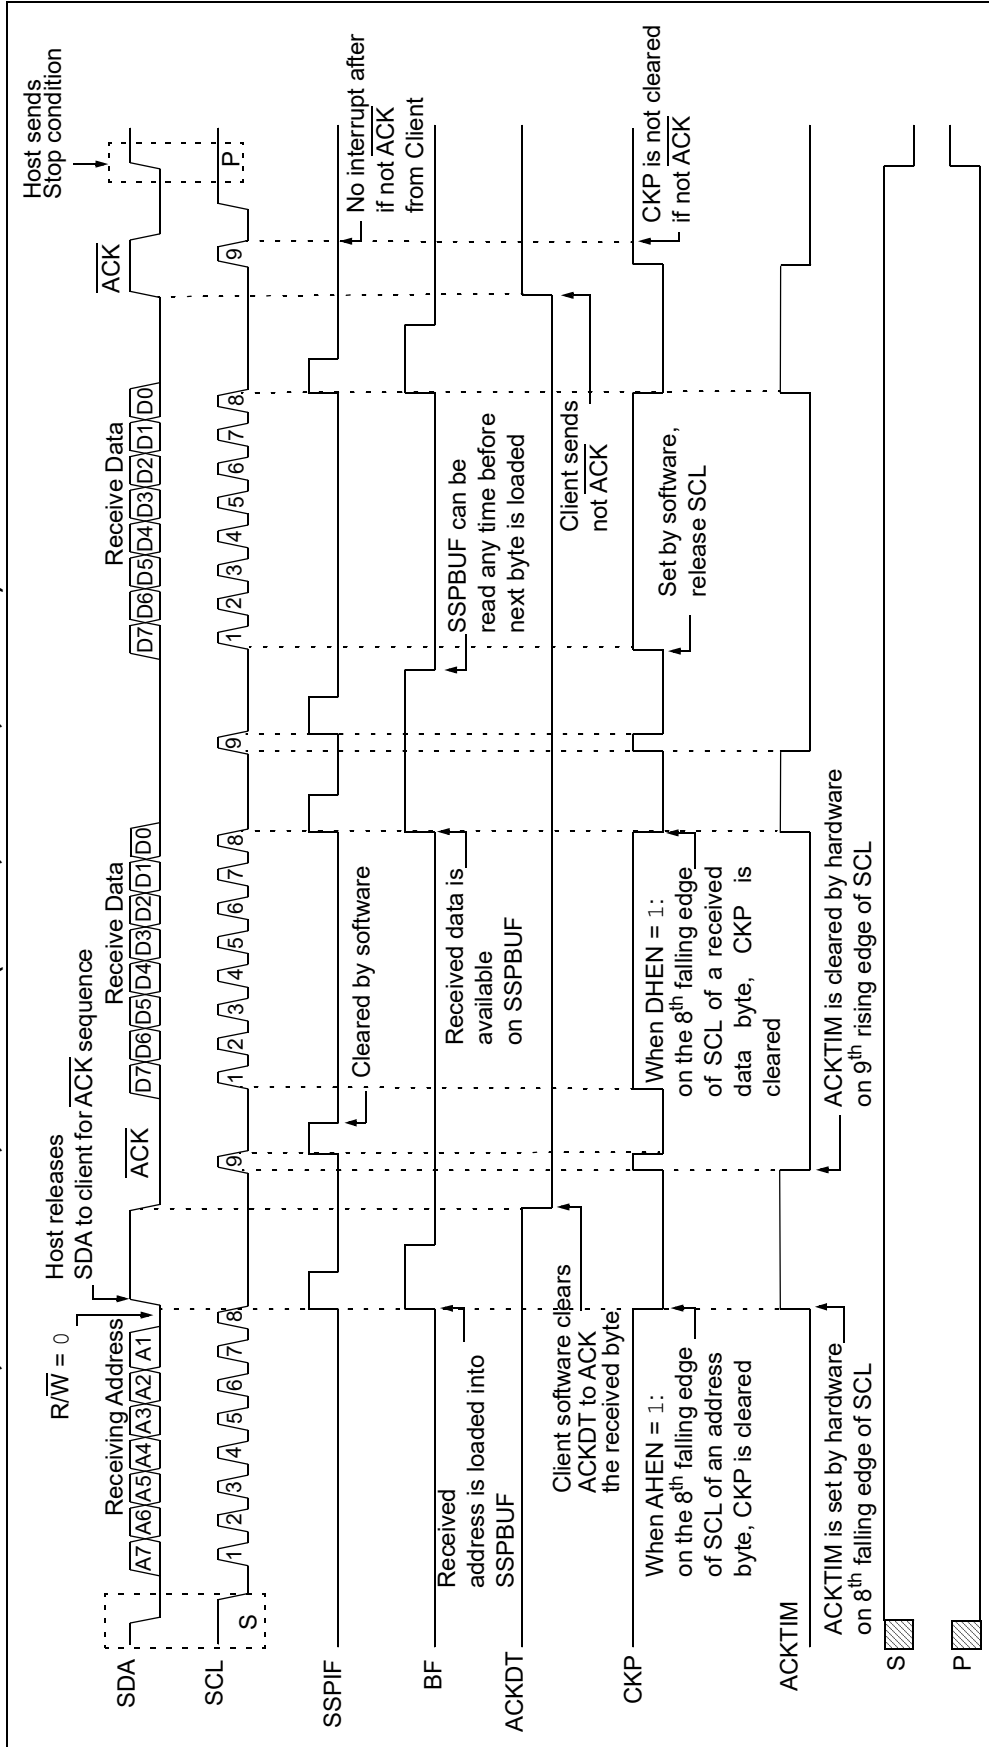 Host sends
Stop condition
Host releases
SDA to client for ACK sequence
R/W = 0
Receiving Address
ACK
Receive Data
Receive Data
ACK
SDA
A7 A6 A5 A4 A3 A2 A1
D7 D6 D5 D4 D3 D2 D1 D0
D7 D6 D5 D4 D3 D2 D1 D0
SCL
S
1 2 3 4 5 6 7 8 9
1 2 3 4 5 6 7 8 9
1 2 3 4 5 6 7 8 9
P
SSPIF
Cleared by software
No interrupt after
if not ACK
from Client
BF
Received
address is loaded into
SSPBUF
Received data is
available
on SSPBUF
SSPBUF can be
read any time before
next byte is loaded
ACKDT
Client software clears
ACKDT to ACK
the received byte
Client sends
not ACK
CKP
When AHEN = 1:
on the 8th falling edge
of SCL of an address
byte, CKP is cleared
When DHEN = 1:
on the 8th falling edge
of SCL of a received
data byte, CKP is
cleared
Set by software,
release SCL
CKP is not cleared
if not ACK
ACKTIM
ACKTIM is set by hardware
on 8th falling edge of SCL
ACKTIM is cleared by hardware
on 9th rising edge of SCL
S
P